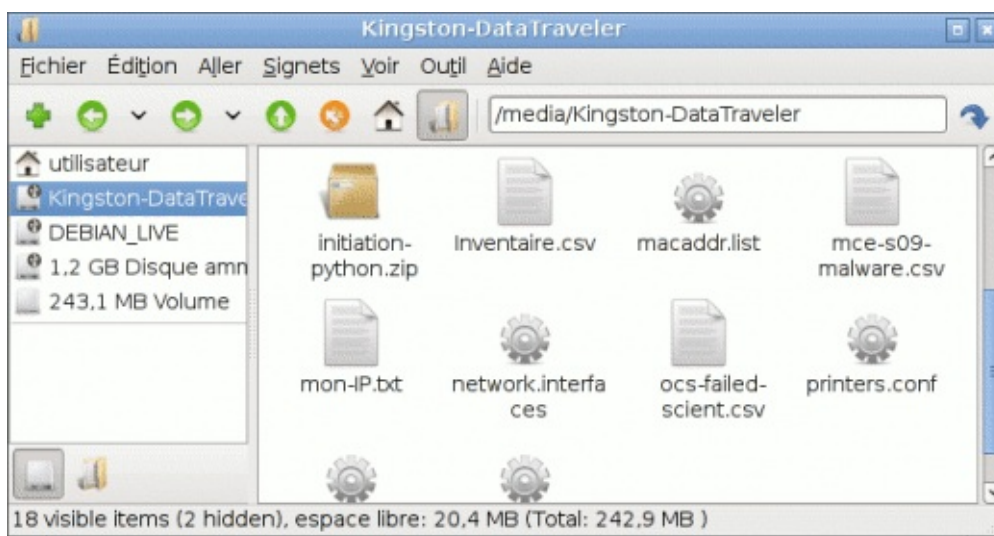 Kingston-DataTraveler
Fichier Édition Aller Signets Voir Outil Aide
/media/Kingston-DataTraveler
utilisateur
Kingston-DataTrave
DEBIAN_LIVE
1,2 GB Disque amn
243,1 MB Volume
initiation-
python.zip
Inventaire.csv
macaddr.list
mce-s09-
malware.csv
mon-IP.txt
network.interfa
ces
ocs-failed-
scient.csv
printers.conf
18 visible items (2 hidden), espace libre: 20,4 MB (Total: 242,9 MB )